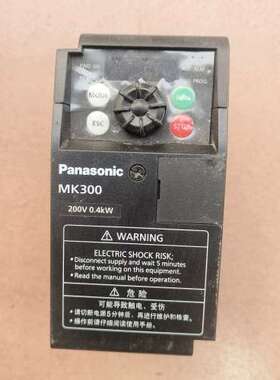 PROG
ESC
STOP
Panasonic
MK300
200V 0.4kW
WARNING
ELECTRIC SHOCK RISK;
•Disconnect supply and wait 5 minutes
before working on this equipment.
•Read the manual before operation.
危险
可能导致触电、受伤
•请切断电源5分钟后,再进行维护和检查。
•操作前请仔细阅读使用手册。